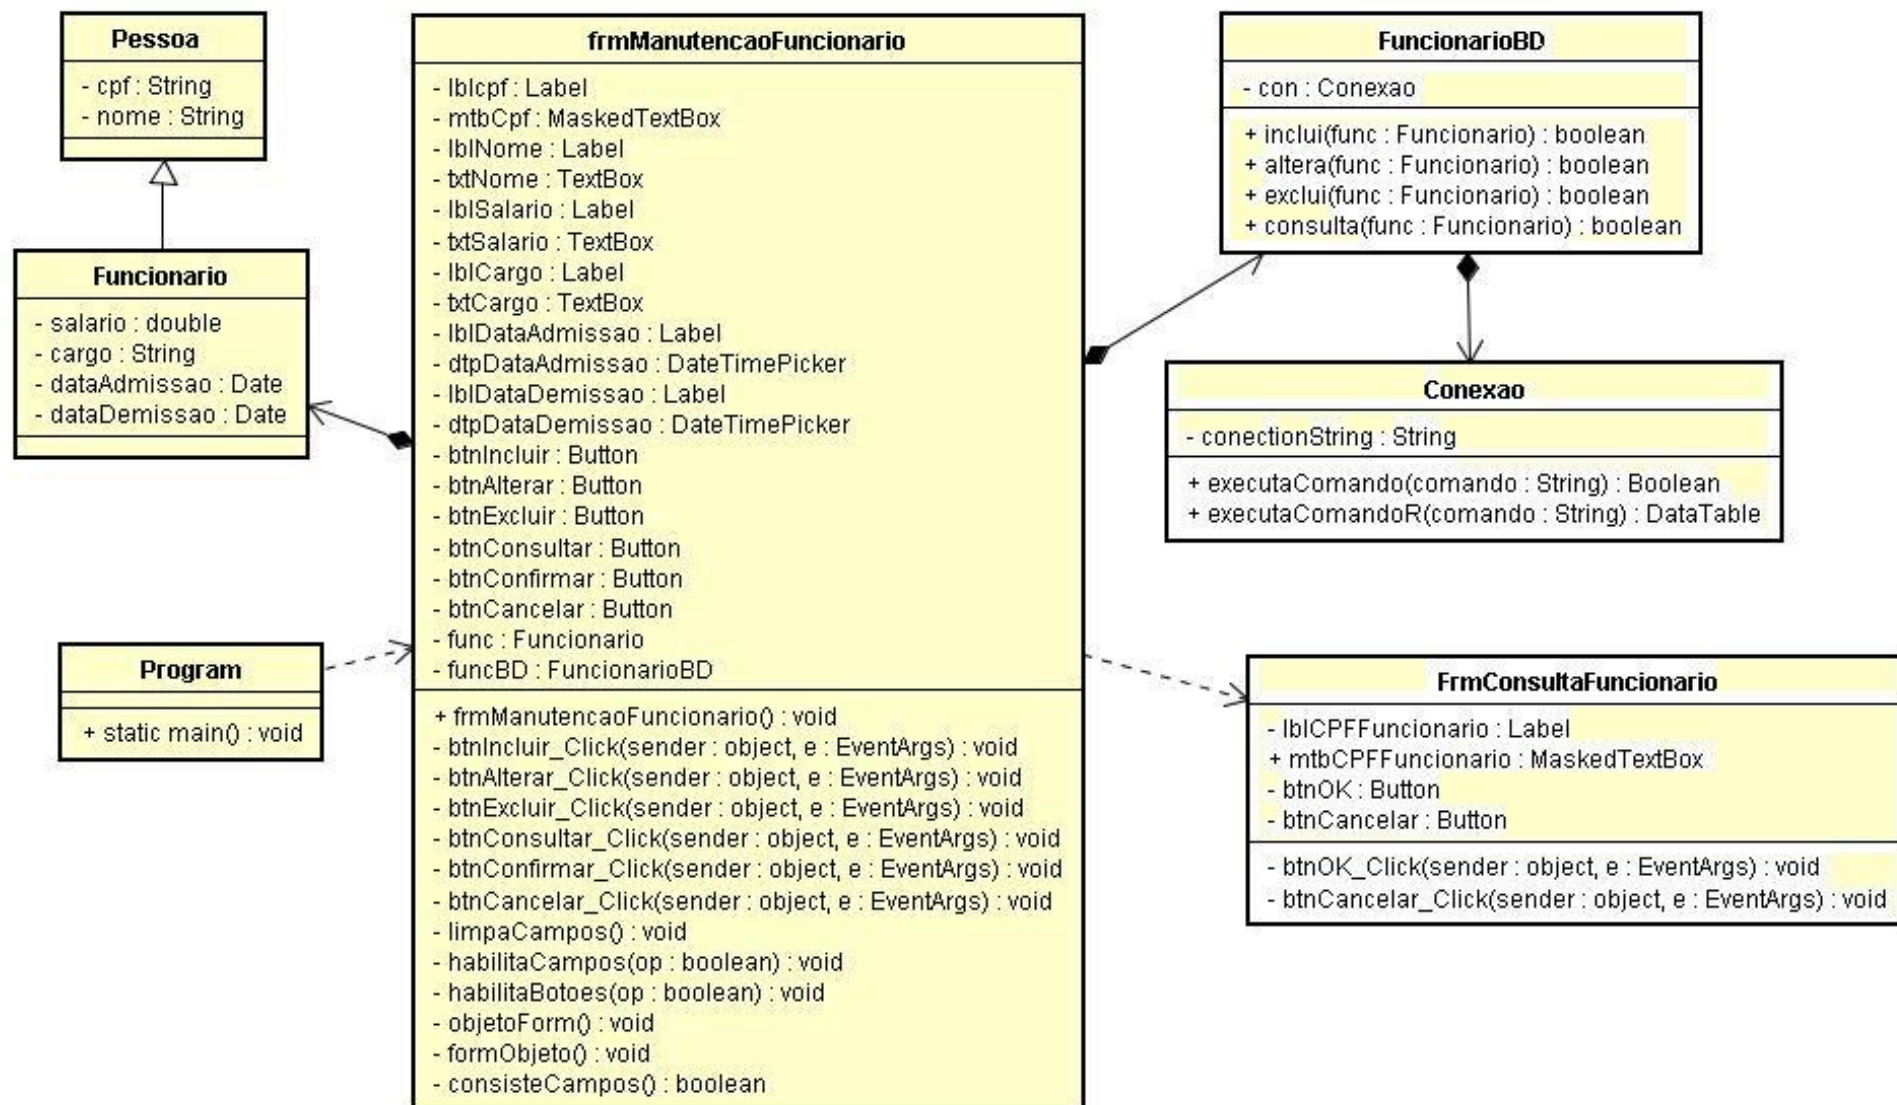 Pessoa
- cpf : String
- nome : String
Funcionario
- salario : double
- cargo : String
- dataAdmissao : Date
- dataDemissao : Date
Program
+ static main() : void
frmManutencaoFuncionario
- lblcpf : Label
- mtbCpf : MaskedTextBox
- lblNome : Label
- txtNome : TextBox
- lblSalario : Label
- txtSalario : TextBox
- lblCargo : Label
- txtCargo : TextBox
- lblDataAdmissao : Label
- dtpDataAdmissao : DateTimePicker
- lblDataDemissao : Label
- dtpDataDemissao : DateTimePicker
- btnIncluir : Button
- btnAlterar : Button
- btnExcluir : Button
- btnConsultar : Button
- btnConfirmar : Button
- btnCancelar : Button
- func : Funcionario
- funcBD : FuncionarioBD
+ frmManutencaoFuncionario() : void
- btnIncluir_Click(sender : object, e : EventArgs) : void
- btnAlterar_Click(sender : object, e : EventArgs) : void
- btnExcluir_Click(sender : object, e : EventArgs) : void
- btnConsultar_Click(sender : object, e : EventArgs) : void
- btnConfirmar_Click(sender : object, e : EventArgs) : void
- btnCancelar_Click(sender : object, e : EventArgs) : void
- limpaCampos() : void
- habilitaCampos(op : boolean) : void
- habilitaBotoes(op : boolean) : void
- objetoForm() : void
- formObjeto() : void
- consisteCampos() : boolean
FuncionarioBD
- con : Conexao
+ inclui(func : Funcionario) : boolean
+ altera(func : Funcionario) : boolean
+ exclui(func : Funcionario) : boolean
+ consulta(func : Funcionario) : boolean
Conexao
- conectionString : String
+ executaComando(comando : String) : Boolean
+ executaComandoR(comando : String) : DataTable
FrmConsultaFuncionario
- lblCPFFuncionario : Label
+ mtbCPFFuncionario : MaskedTextBox
- btnOK : Button
- btnCancelar : Button
- btnOK_Click(sender : object, e : EventArgs) : void
- btnCancelar_Click(sender : object, e : EventArgs) : void